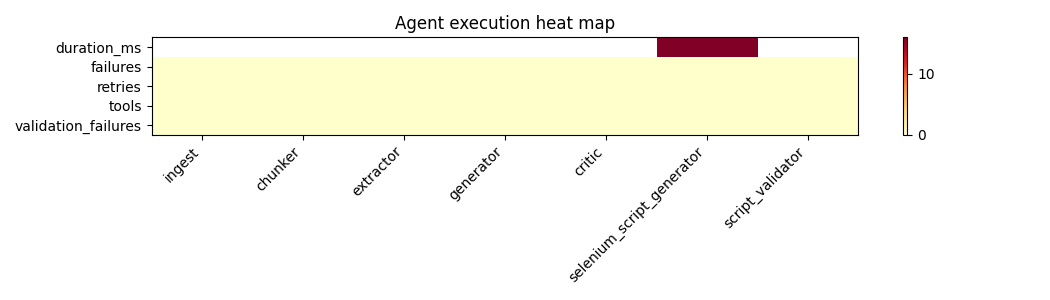 Agent execution heat map
duration_ms
failures
retries
tools
validation_failures
ingest
chunker
extractor
generator
critic
selenium_script_generator
script_validator
10
0